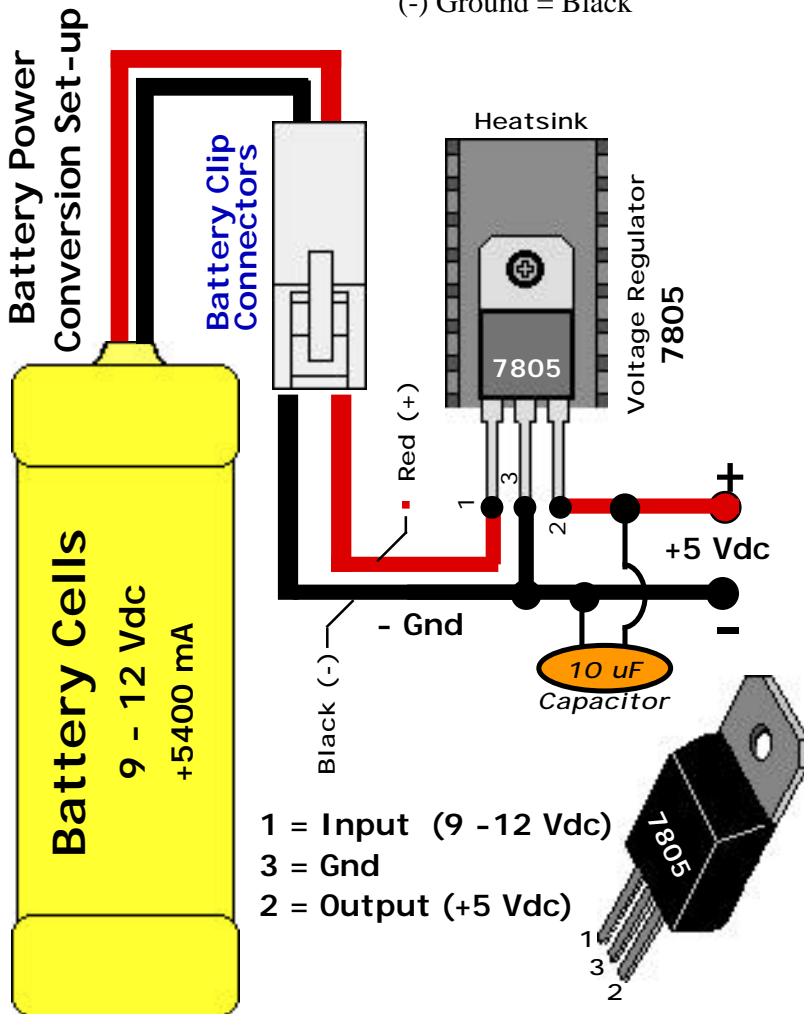 (-) Ground = Black
Battery Power
Conversion Set-up
Battery Clip
Connectors
Heatsink
Voltage Regulator
7805
7805
Red (+)
1
3
2
+
+5 Vdc
-
- Gnd
Black (-)
10 uF
Capacitor
Battery Cells
9 - 12 Vdc
+5400 mA
1 = Input (9 -12 Vdc)
3 = Gnd
2 = Output (+5 Vdc)
7805
1
3
2